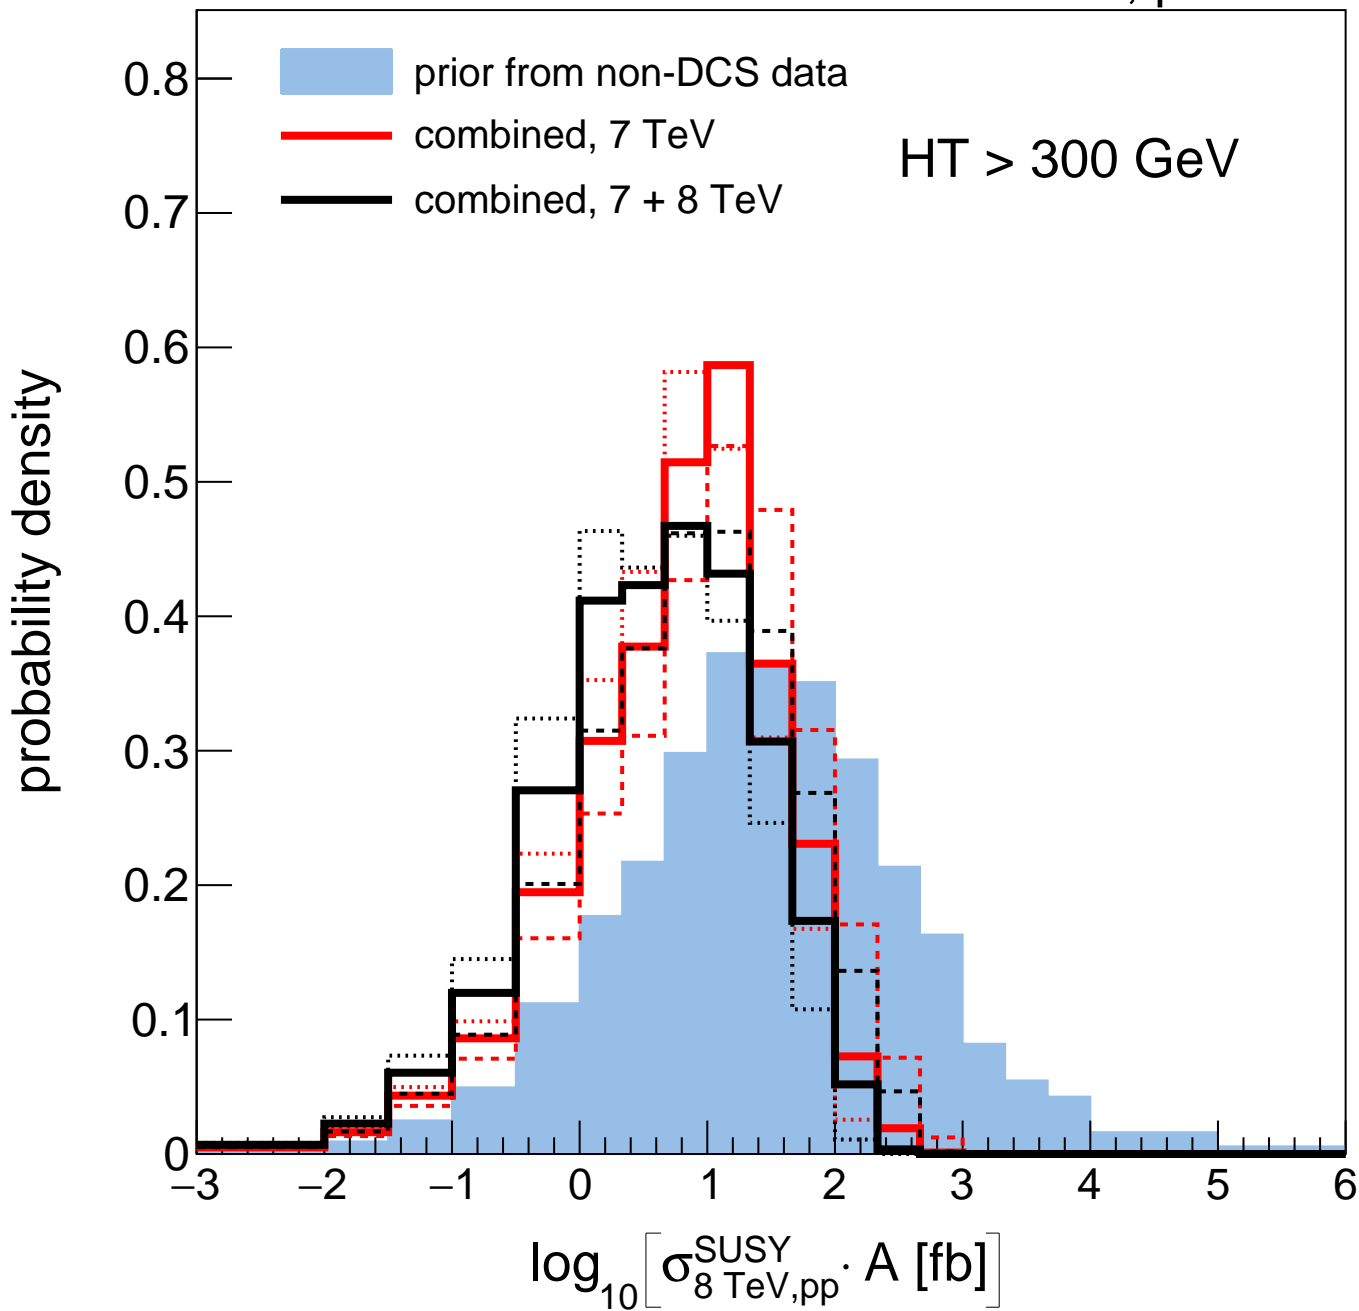 prior from non-DCS data
combined, 7 TeV
combined, 7 + 8 TeV
HT > 300 GeV
probability density
0.8
0.7
0.6
0.5
0.4
0.3
0.2
0.1
0
−3 −2 −1 0 1 2 3 4 5 6
log₁₀[σ^SUSY_8 TeV,pp · A [fb]]